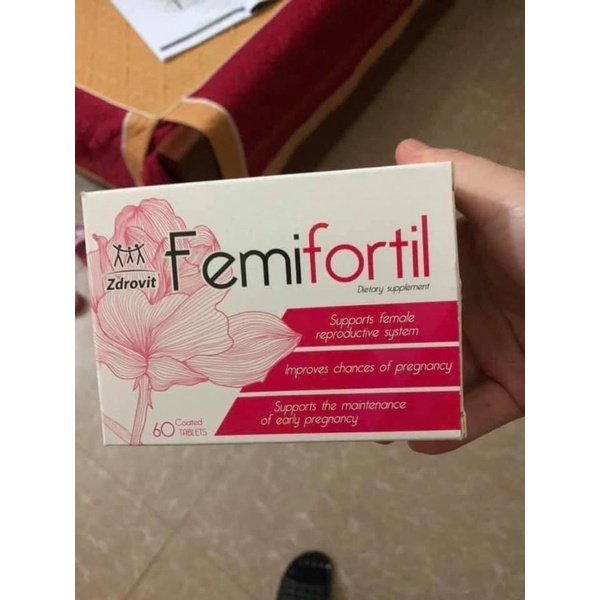 Zdrovit
Femifortil
Dietary supplement
Supports female
reproductive system
Improves chances of pregnancy
Supports the maintenance
of early pregnancy
60 Coated
TABLETS